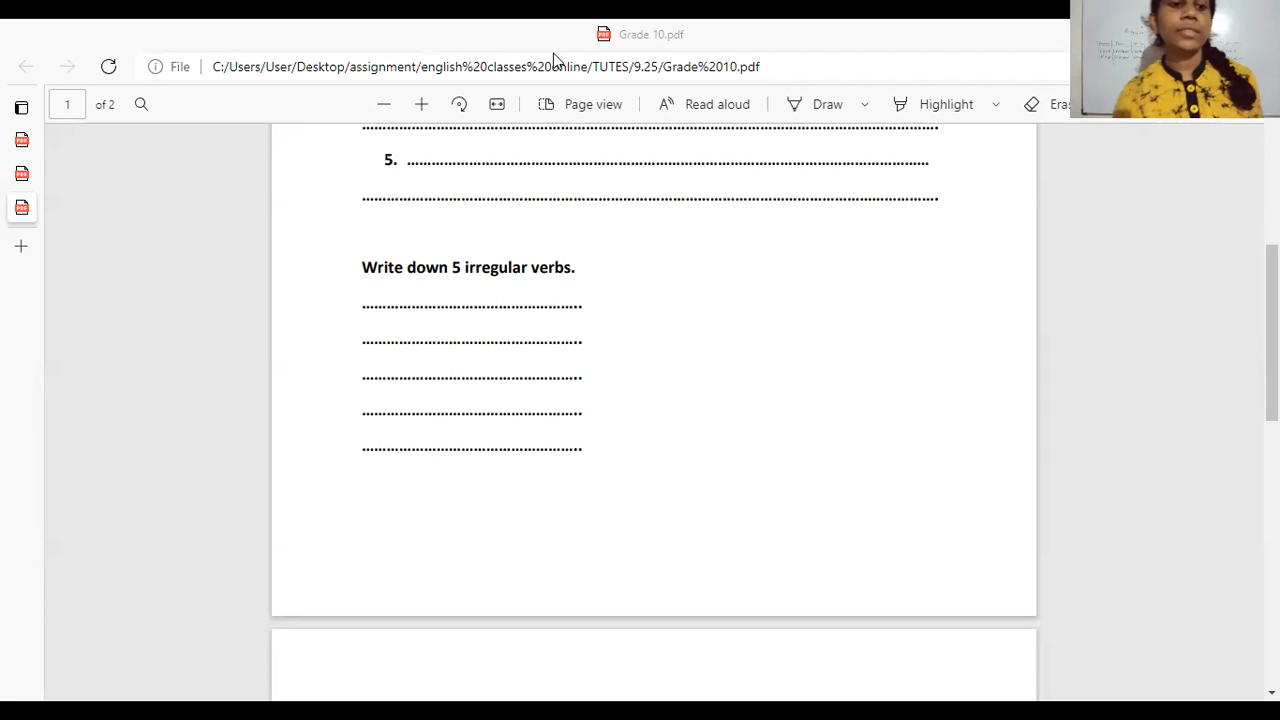 Grade 10.pdf
File C:/Users/User/Desktop/assignments/english%20classes%20online/TUTES/9.25/Grade%2010.pdf
1 of 2 Page view Read aloud Draw Highlight
……………………………………………………………………………………………………………………………….
5. …………………………………………………………………………………………………………………
……………………………………………………………………………………………………………………………….
Write down 5 irregular verbs.
………………………………………………..
………………………………………………..
………………………………………………..
………………………………………………..
………………………………………………..